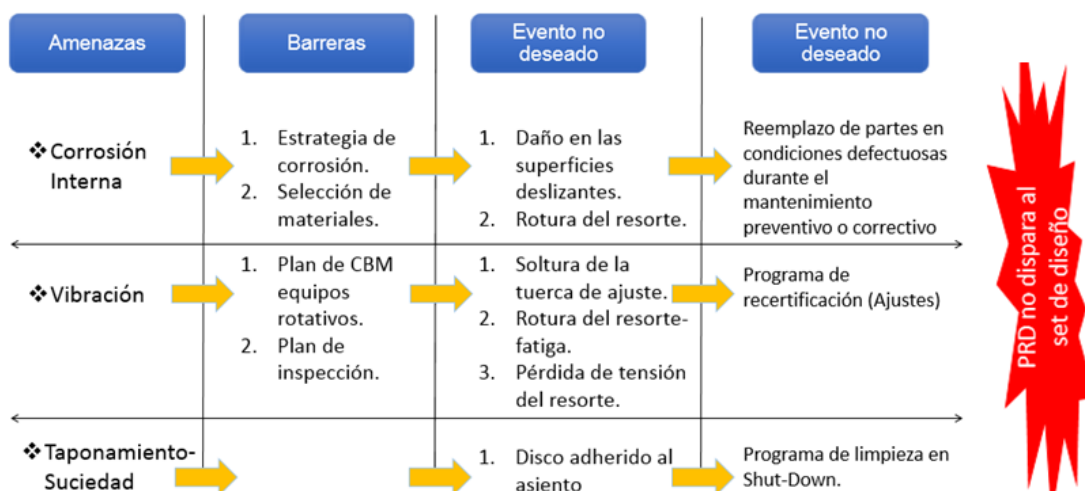 Amenazas
Barreras
Evento no
deseado
Evento no
deseado
❖Corrosión
Interna
1. Estrategia de
corrosión.
2. Selección de
materiales.
1. Daño en las
superficies
deslizantes.
2. Rotura del resorte.
Reemplazo de partes en
condiciones defectuosas
durante el
mantenimiento
preventivo o correctivo
❖Vibración
1. Plan de CBM
equipos
rotativos.
2. Plan de
inspección.
1. Soltura de la
tuerca de ajuste.
2. Rotura del resorte-
fatiga.
3. Pérdida de tensión
del resorte.
Programa de
recertificación (Ajustes)
❖Taponamiento-
Suciedad
1. Disco adherido al
asiento
Programa de limpieza en
Shut-Down.
PRD no dispara al
set de diseño